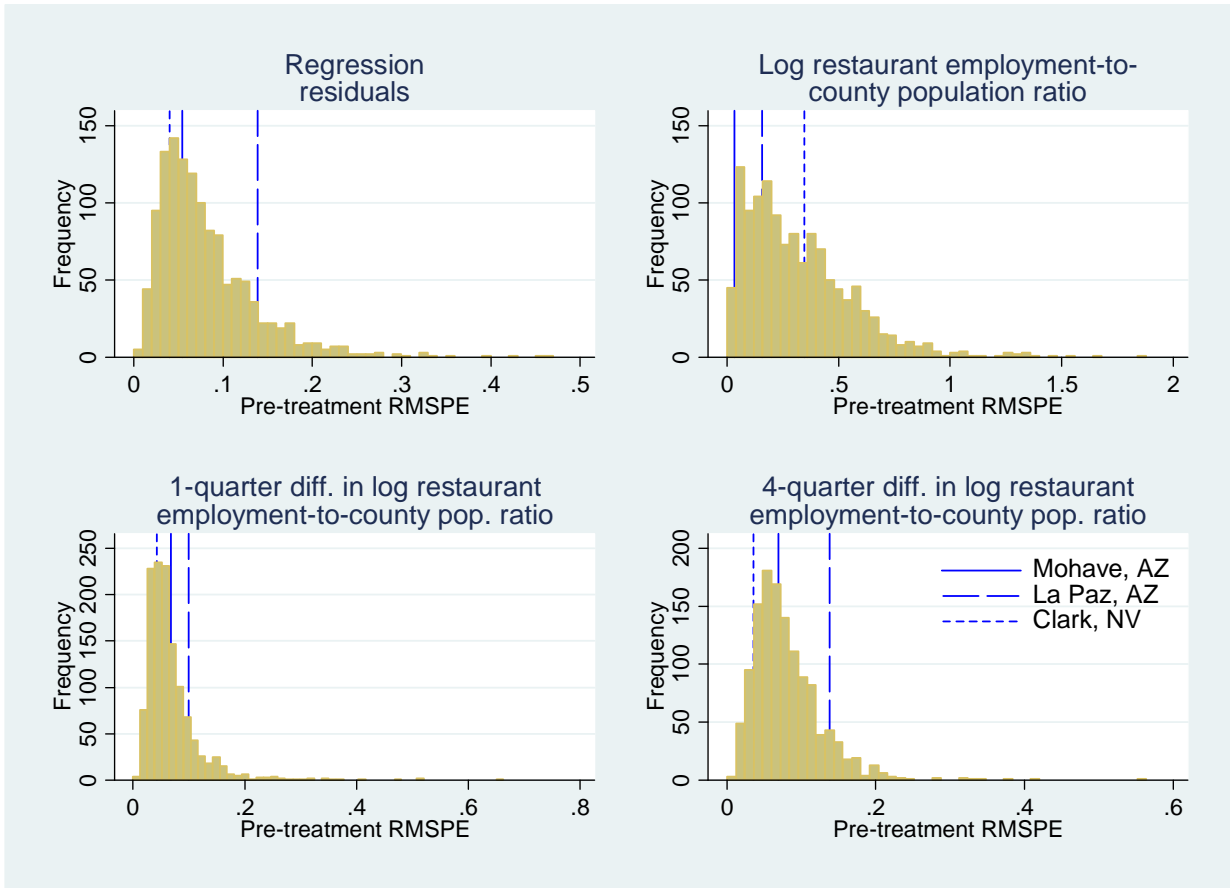 Regression
residuals
Frequency
0 50 100 150
0 .1 .2 .3 .4 .5
Pre-treatment RMSPE
Log restaurant employment-to-
county population ratio
Frequency
0 50 100 150
0 .5 1 1.5 2
Pre-treatment RMSPE
1-quarter diff. in log restaurant
employment-to-county pop. ratio
Frequency
0 50 100 150 200 250
0 .2 .4 .6 .8
Pre-treatment RMSPE
4-quarter diff. in log restaurant
employment-to-county pop. ratio
Frequency
0 50 100 150 200
Mohave, AZ
La Paz, AZ
Clark, NV
0 .2 .4 .6
Pre-treatment RMSPE